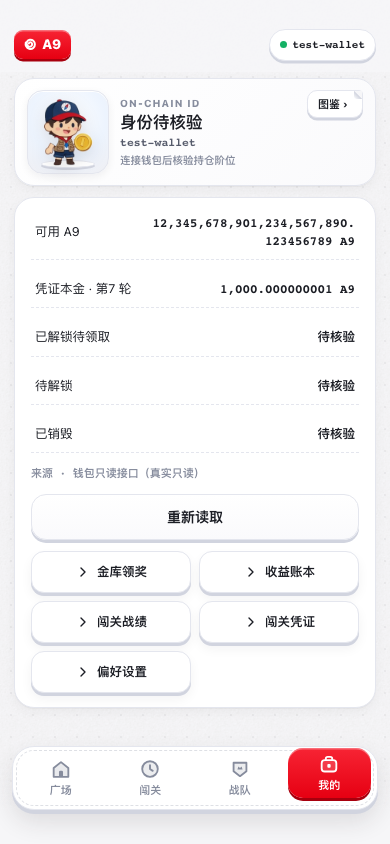 A9
test-wallet
ON-CHAIN ID
身份待核验
test-wallet
连接钱包后核验持仓阶位
图鉴 ›
可用 A9
12,345,678,901,234,567,890.
123456789 A9
凭证本金 · 第7 轮
1,000.000000001 A9
已解锁待领取
待核验
待解锁
待核验
已销毁
待核验
来源 · 钱包只读接口（真实只读）
重新读取
金库领奖
收益账本
闯关战绩
闯关凭证
偏好设置
广场
闯关
战队
我的